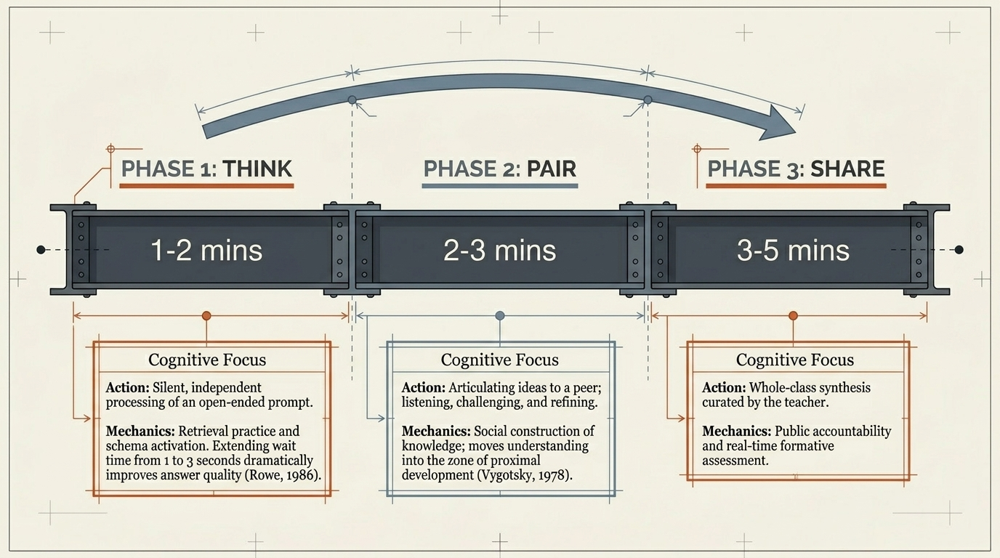 PHASE 1: THINK
PHASE 2: PAIR
PHASE 3: SHARE
1-2 mins
2-3 mins
3-5 mins
Cognitive Focus
Action: Silent, independent
processing of an open-ended prompt.
Mechanics: Retrieval practice and
schema activation. Extending wait
time from 1 to 3 seconds dramatically
improves answer quality (Rowe, 1986).
Cognitive Focus
Action: Articulating ideas to a peer;
listening, challenging, and refining.
Mechanics: Social construction of
knowledge; moves understanding
into the zone of proximal
development (Vygotsky, 1978).
Cognitive Focus
Action: Whole-class synthesis
curated by the teacher.
Mechanics: Public accountability
and real-time formative
assessment.